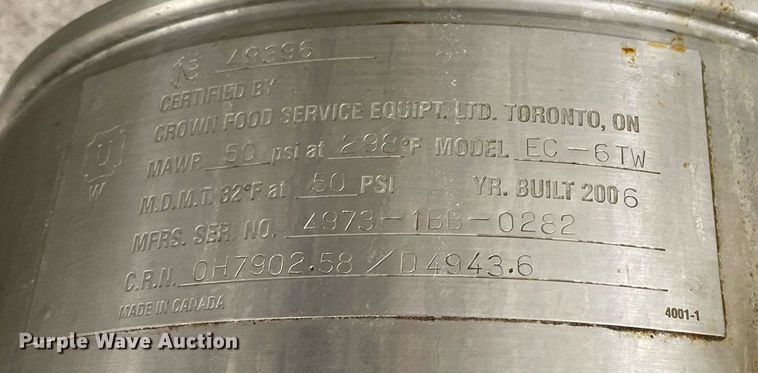 49396
CERTIFIED BY
CROWN FOOD SERVICE EQUIPT. LTD. TORONTO, ON
U
W
MAWP 50 psi at 298°F MODEL EC-6TW
M.D.M.T. 32°F at 50 PSI YR. BUILT 2006
MFRS. SER. NO. 4973-1BB-0282
C.R.N. OH7902.58/D4943.6
MADE IN CANADA
4001-1
Purple Wave Auction